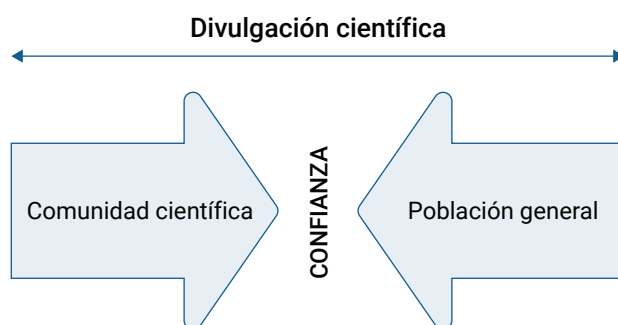 Divulgación científica
Comunidad científica
CONFIANZA
Población general